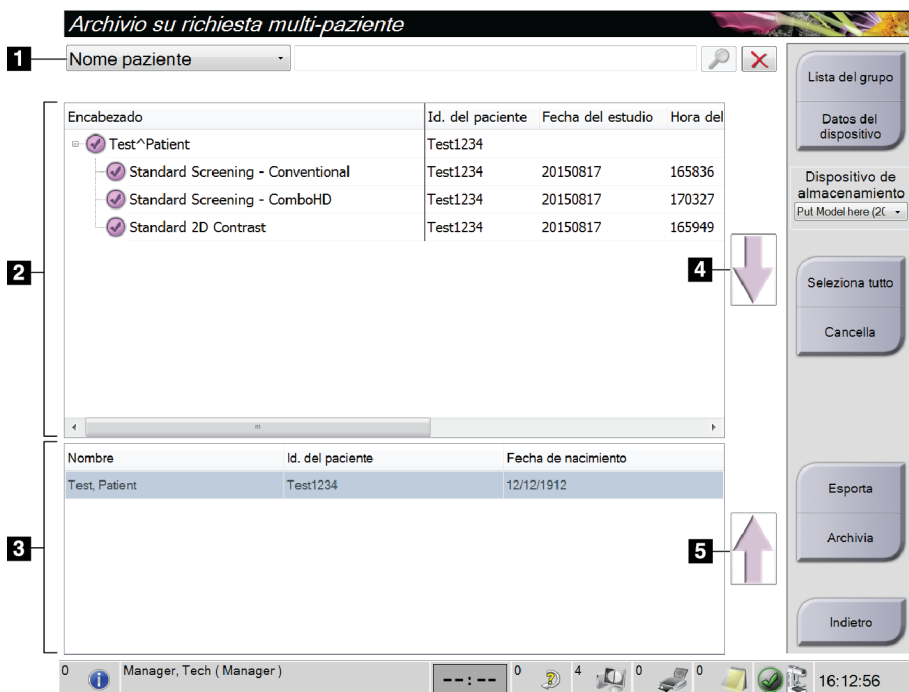 Archivio su richiesta multi-paziente
1
Nome paziente
Lista del grupo
Datos del
dispositivo
Dispositivo de
almacenamiento
Put Model here (20
Seleziona tutto
Cancella
Esporta
Archivia
Indietro
2
Encabezado Id. del paciente Fecha del estudio Hora del
Test^Patient Test1234
Standard Screening - Conventional Test1234 20150817 165836
Standard Screening - ComboHD Test1234 20150817 170327
Standard 2D Contrast Test1234 20150817 165949
4
3
Nombre Id. del paciente Fecha de nacimiento
Test, Patient Test1234 12/12/1912
5
0 Manager, Tech ( Manager ) --:-- 0 4 0 0 16:12:56